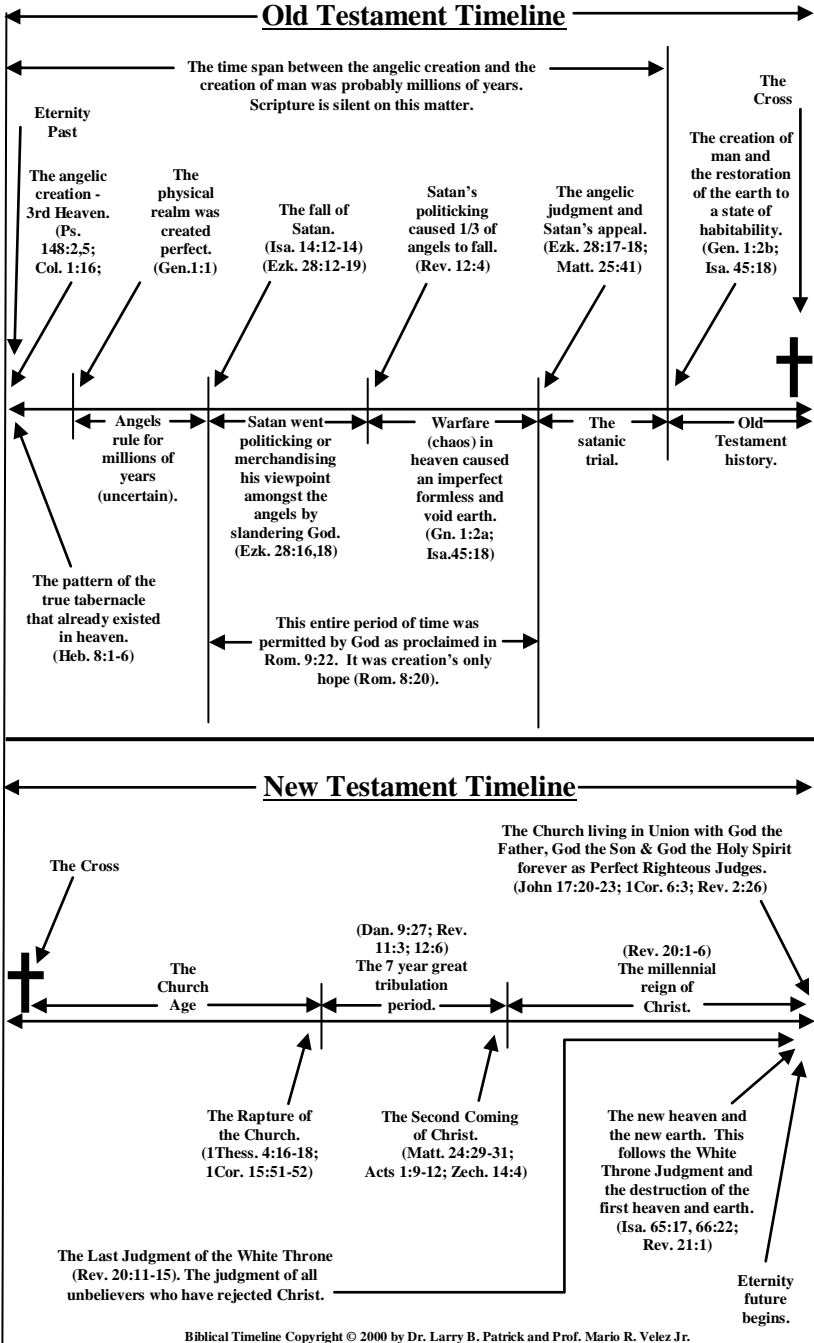 Old Testament Timeline
The time span between the angelic creation and the
creation of man was probably millions of years.
Scripture is silent on this matter.
The
Cross
Eternity
Past
The angelic
creation -
3rd Heaven.
(Ps.
148:2,5;
Col. 1:16;
The
physical
realm was
created
perfect.
(Gen.1:1)
The fall of
Satan.
(Isa. 14:12-14)
(Ezk. 28:12-19)
Satan's
politicking
caused 1/3 of
angels to fall.
(Rev. 12:4)
The angelic
judgment and
Satan's appeal.
(Ezk. 28:17-18;
Matt. 25:41)
The creation of
man and
the restoration
of the earth to
a state of
habitability.
(Gen. 1:2b;
Isa. 45:18)
Angels
rule for
millions of
years
(uncertain).
Satan went
politicking or
merchandising
his viewpoint
amongst the
angels by
slandering God.
(Ezk. 28:16,18)
Warfare
(chaos) in
heaven caused
an imperfect
formless and
void earth.
(Gn. 1:2a;
Isa.45:18)
The
satanic
trial.
Old
Testament
history.
The pattern of the
true tabernacle
that already existed
in heaven.
(Heb. 8:1-6)
This entire period of time was
permitted by God as proclaimed in
Rom. 9:22. It was creation's only
hope (Rom. 8:20).
New Testament Timeline
The Church living in Union with God the
Father, God the Son & God the Holy Spirit
forever as Perfect Righteous Judges.
(John 17:20-23; 1Cor. 6:3; Rev. 2:26)
The Cross
The
Church
Age
(Dan. 9:27; Rev.
11:3; 12:6)
The 7 year great
tribulation
period.
(Rev. 20:1-6)
The millennial
reign of
Christ.
The Rapture of
the Church.
(1Thess. 4:16-18;
1Cor. 15:51-52)
The Second Coming
of Christ.
(Matt. 24:29-31;
Acts 1:9-12; Zech. 14:4)
The new heaven and
the new earth. This
follows the White
Throne Judgment and
the destruction of the
first heaven and earth.
(Isa. 65:17, 66:22;
Rev. 21:1)
The Last Judgment of the White Throne
(Rev. 20:11-15). The judgment of all
unbelievers who have rejected Christ.
Eternity
future
begins.
Biblical Timeline Copyright © 2000 by Dr. Larry B. Patrick and Prof. Mario R. Velez Jr.